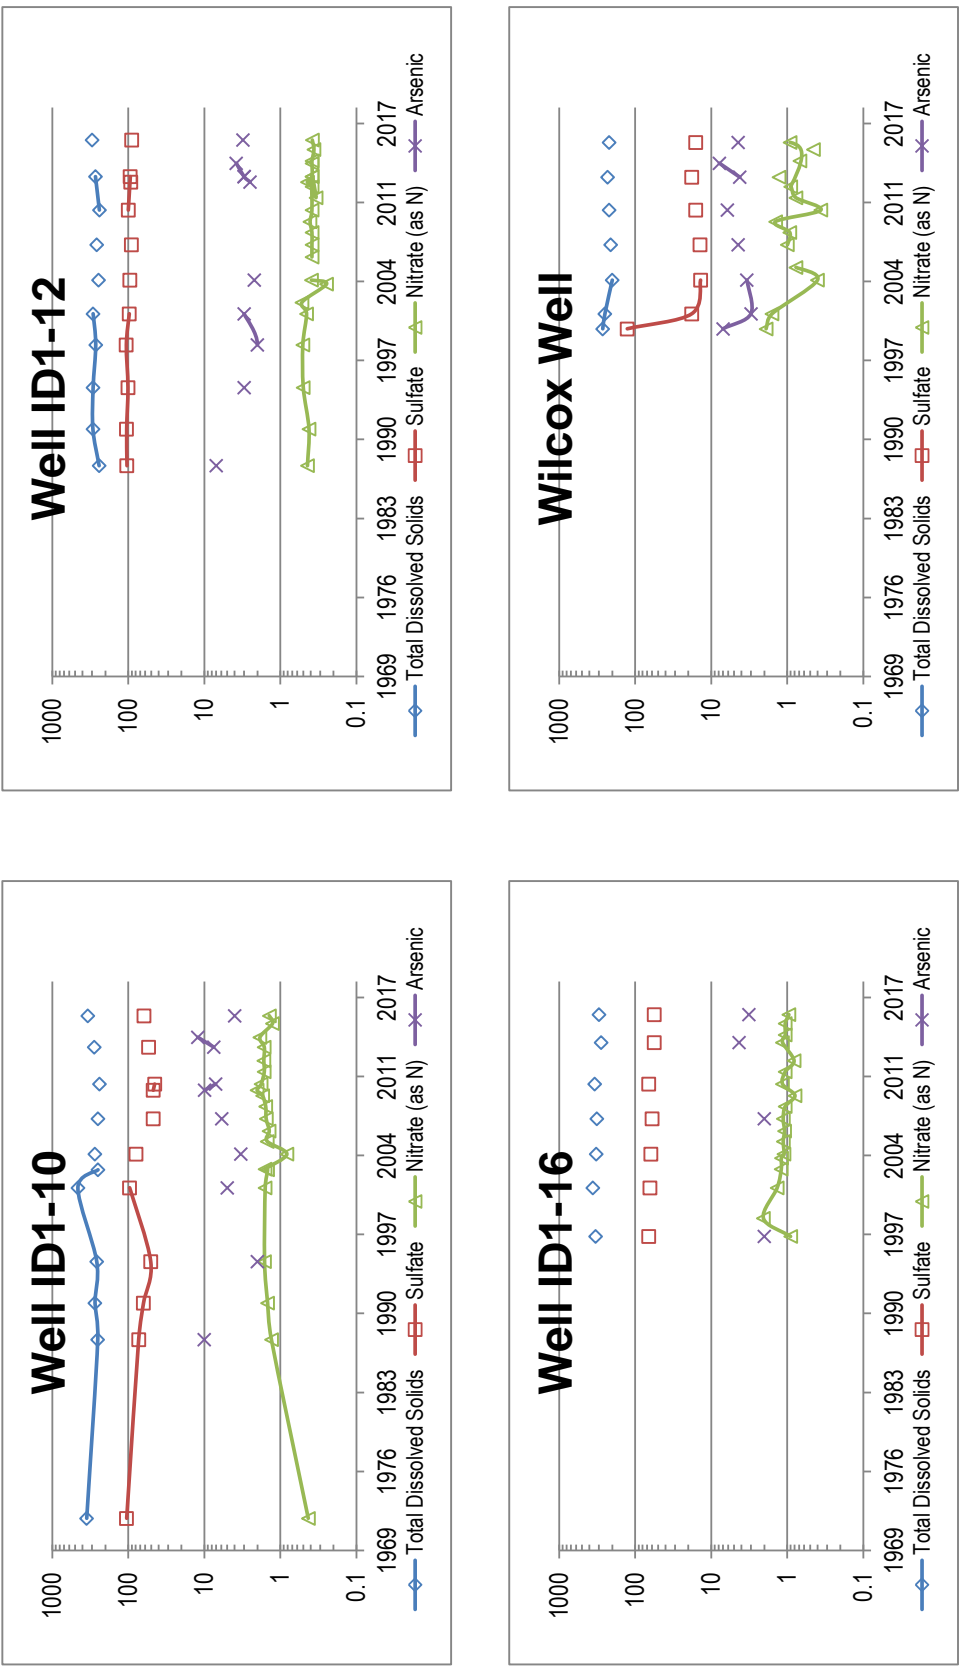 Well ID1-10
1000
100
10
1
0.1
1969 1976 1983 1990 1997 2004 2011 2017
Total Dissolved Solids Sulfate Nitrate (as N) Arsenic
Well ID1-12
1000
100
10
1
0.1
1969 1976 1983 1990 1997 2004 2011 2017
Total Dissolved Solids Sulfate Nitrate (as N) Arsenic
Well ID1-16
1000
100
10
1
0.1
1969 1976 1983 1990 1997 2004 2011 2017
Total Dissolved Solids Sulfate Nitrate (as N) Arsenic
Wilcox Well
1000
100
10
1
0.1
1969 1976 1983 1990 1997 2004 2011 2017
Total Dissolved Solids Sulfate Nitrate (as N) Arsenic